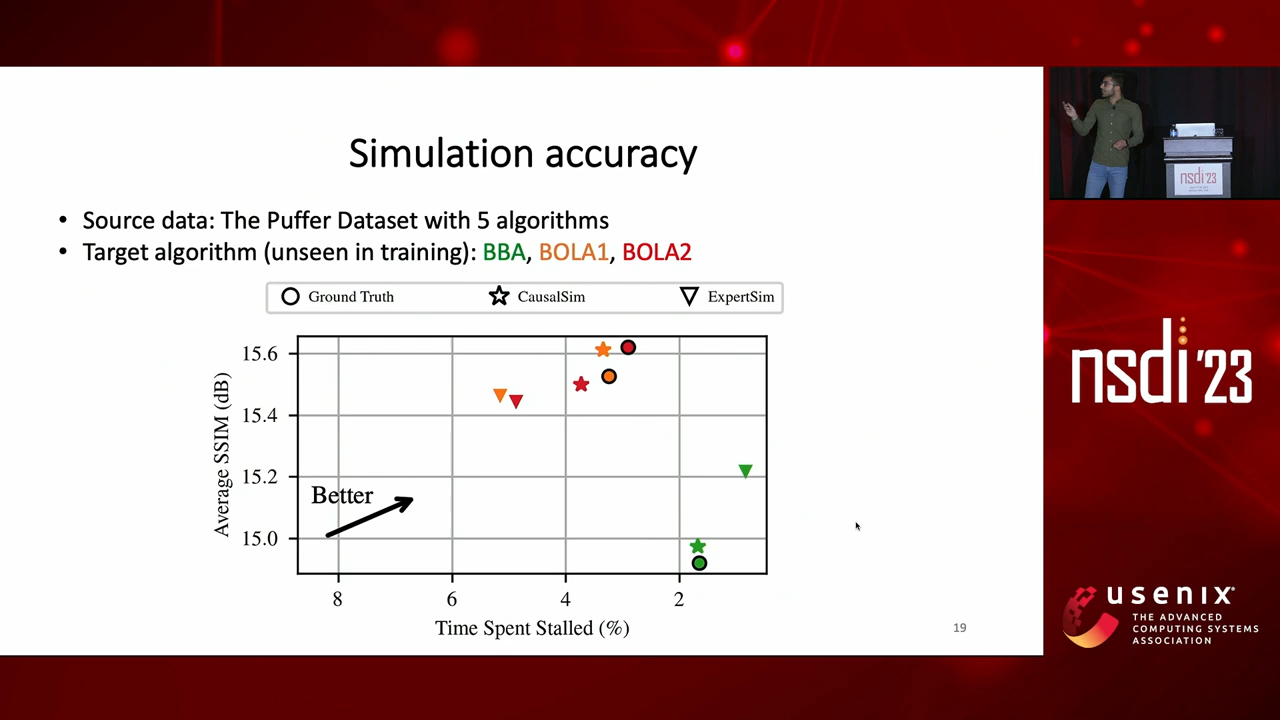 Simulation accuracy
• Source data: The Puffer Dataset with 5 algorithms
• Target algorithm (unseen in training): BBA, BOLA1, BOLA2
Ground Truth
CausalSim
ExpertSim
Average SSIM (dB)
15.6
15.4
15.2
15.0
Better
8
6
4
2
Time Spent Stalled (%)
19
nsdi'23
nsdi '23
usenix
THE ADVANCED
COMPUTING SYSTEMS
ASSOCIATION